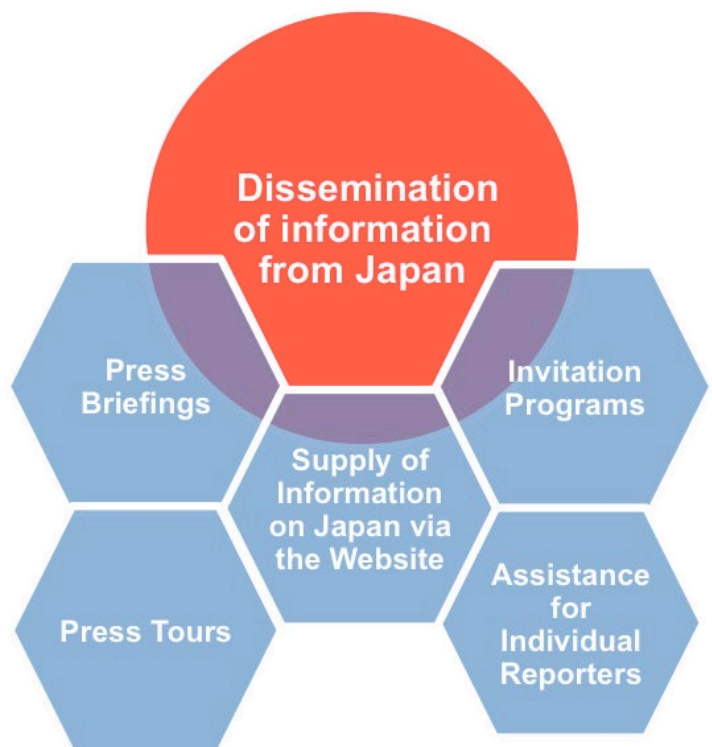 Dissemination
of information
from Japan
Press
Briefings
Invitation
Programs
Supply of
Information
on Japan via
the Website
Press Tours
Assistance
for
Individual
Reporters